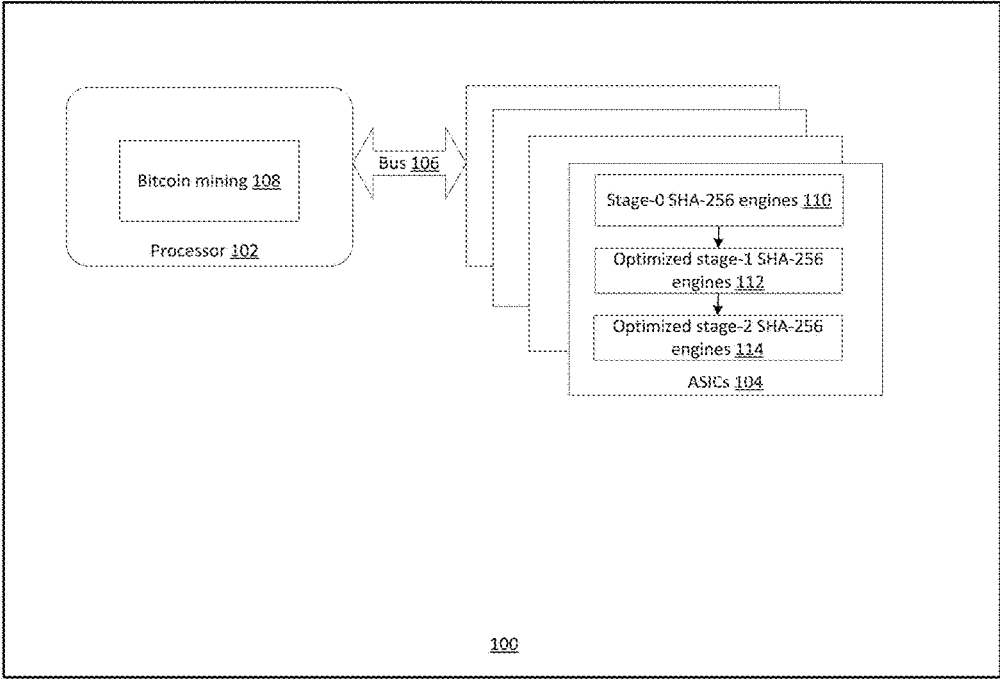 Bitcoin mining 108
Processor 102
Bus 106
Stage-0 SHA-256 engines 110
Optimized stage-1 SHA-256
engines 112
Optimized stage-2 SHA-256
engines 114
ASICs 104
100